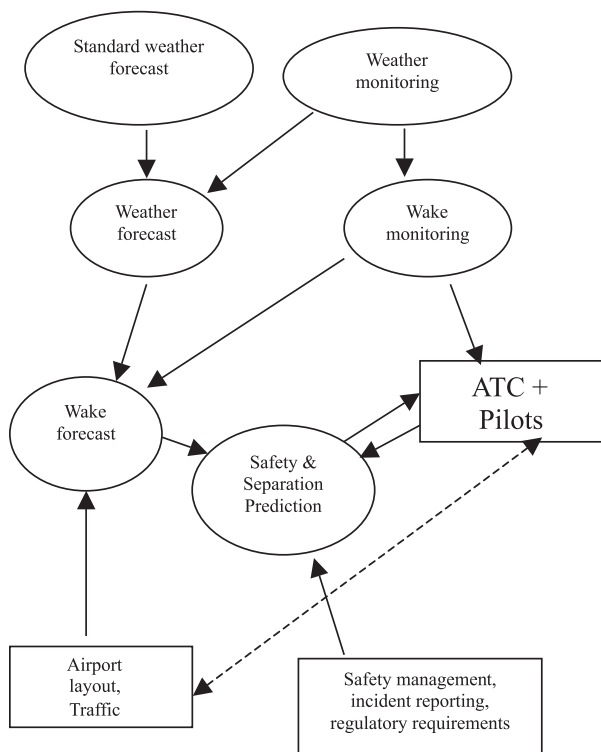 Standard weather
forecast
Weather
monitoring
Weather
forecast
Wake
monitoring
ATC +
Pilots
Wake
forecast
Safety &
Separation
Prediction
Airport
layout,
Traffic
Safety management,
incident reporting,
regulatory requirements